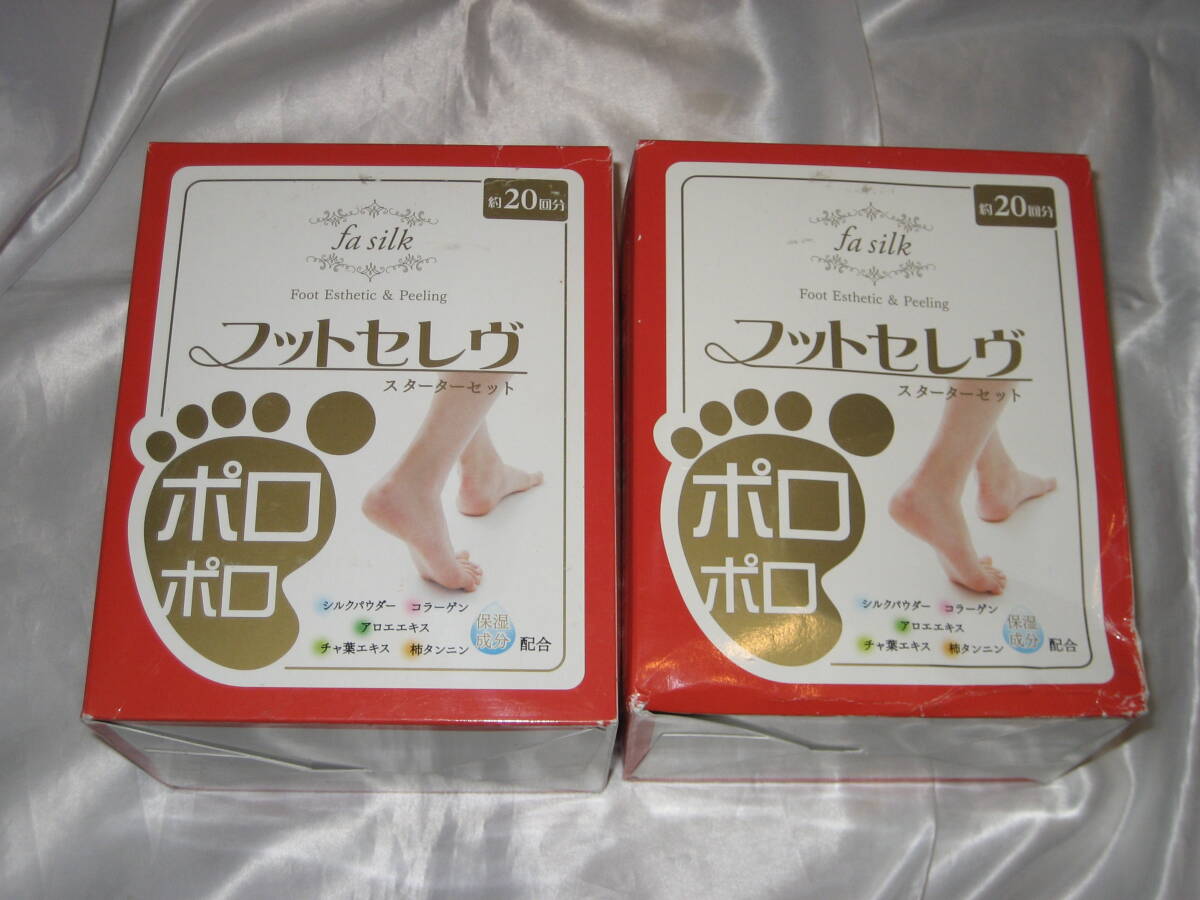 約20回分
fa silk
Foot Esthetic & Peeling
フットセレヴ
スターターセット
ポロ
ポロ
シルクパウダー コラーゲン
アロエエキス
チャ葉エキス 柿タンニン
保湿
成分 配合
約20回分
fa silk
Foot Esthetic & Peeling
フットセレヴ
スターターセット
ポロ
ポロ
シルクパウダー コラーゲン
アロエエキス
チャ葉エキス 柿タンニン
保湿
成分 配合